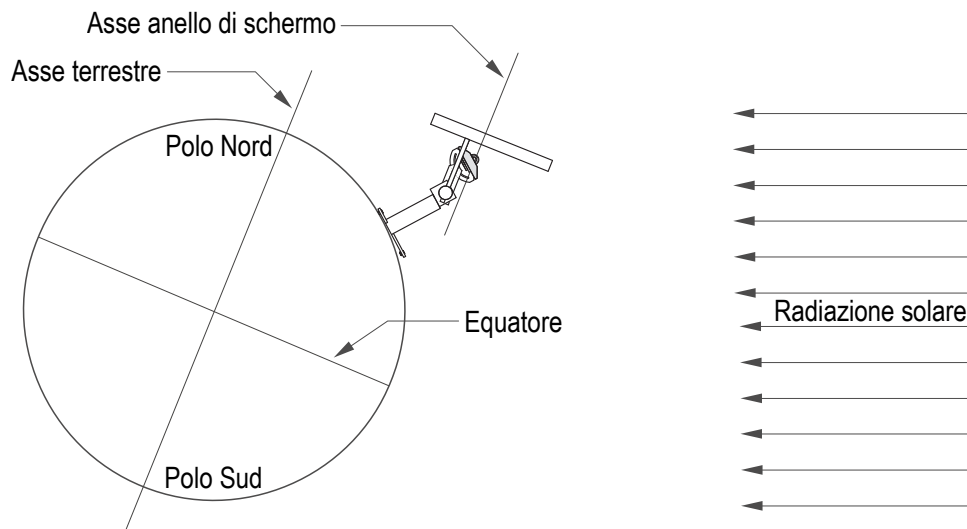 Asse anello di schermo
Asse terrestre
Polo Nord
Equatore
Radiazione solare
Polo Sud